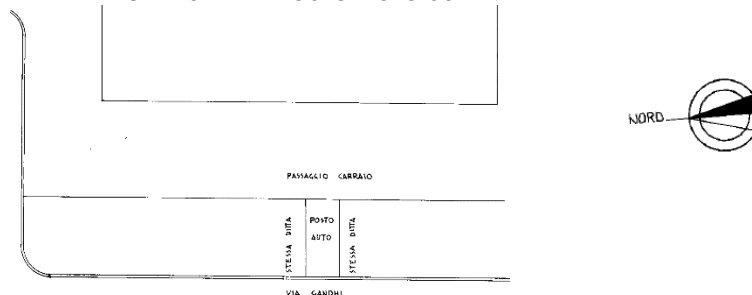 NORD
PASSAGGIO CARRAIO
STESSA DITTA
POSTO
AUTO
STESSA DITTA
VIA GANDHI